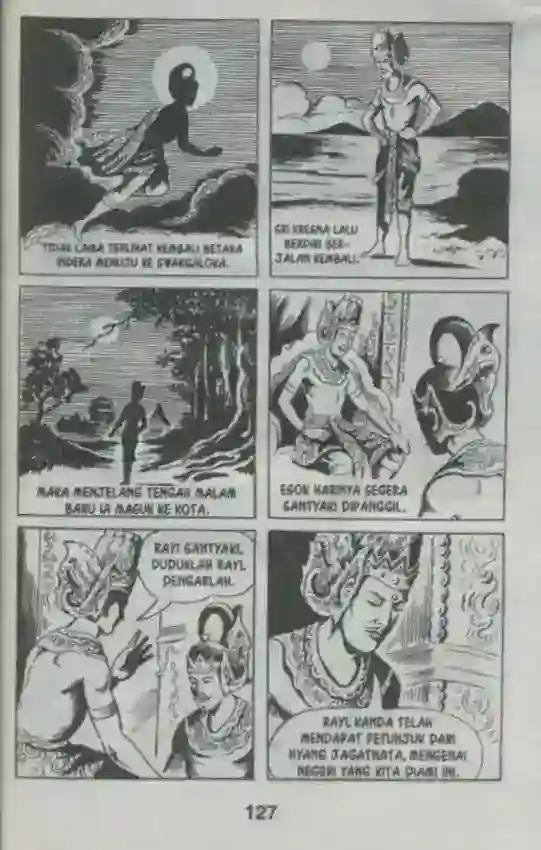 TIDAK LAMA TERLIHAT KEMBALI BETARA
INDERA MENUJU KE SWARGALOKA.
SRI KRESNA LALU
BERDIRI BER-
JALAN KEMBALI.
MAKA MENJELANG TENGAH MALAM
BARU IA MASUK KE KOTA.
ESOK HARINYA SEGERA
SANTYAKI DIPANGGIL.
RAYI SANTYAKI,
DUDUKLAH RAYI,
DENGARLAH.
RAYI, KANDA TELAH
MENDAPAT PETUNJUK DARI
HYANG JAGATNATA, MENGENAI
NEGERI YANG KITA DIAMI INI.
127